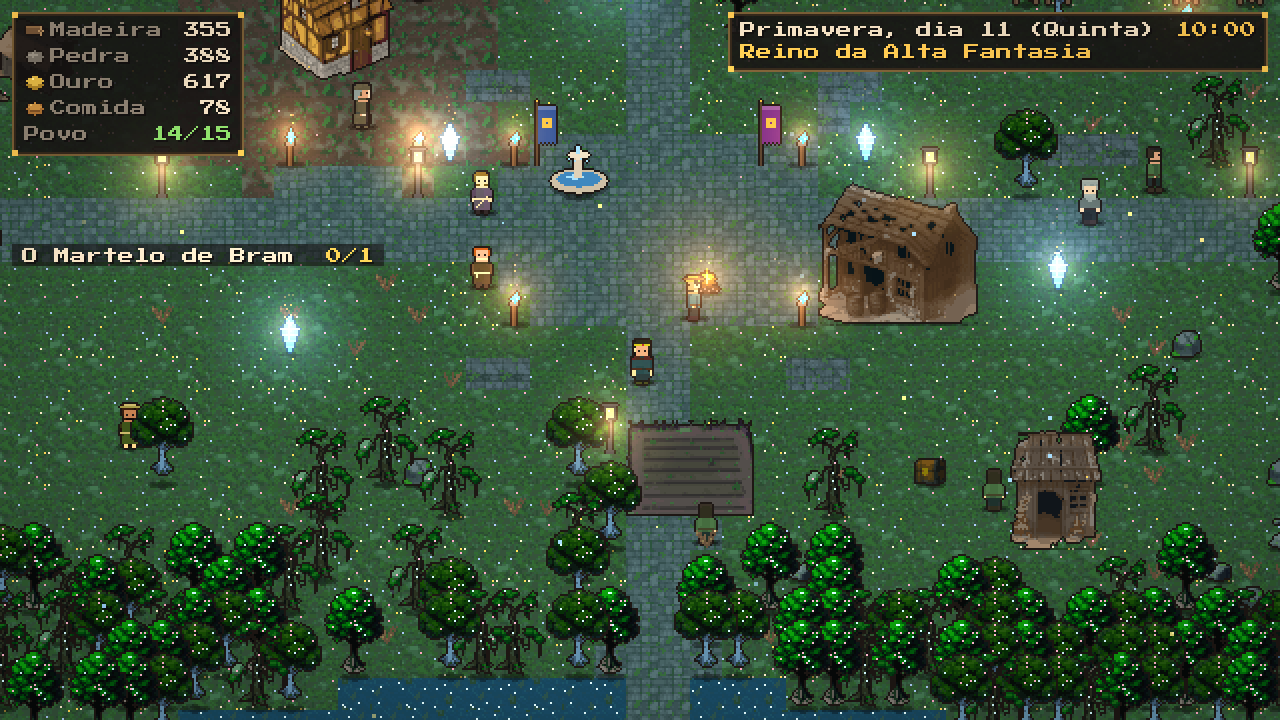 Madeira 355
Pedra 388
Ouro 617
Comida 78
Povo 14/15
Primavera, dia 11 (Quinta) 10:00
Reino da Alta Fantasia
O Martelo de Bram 0/1